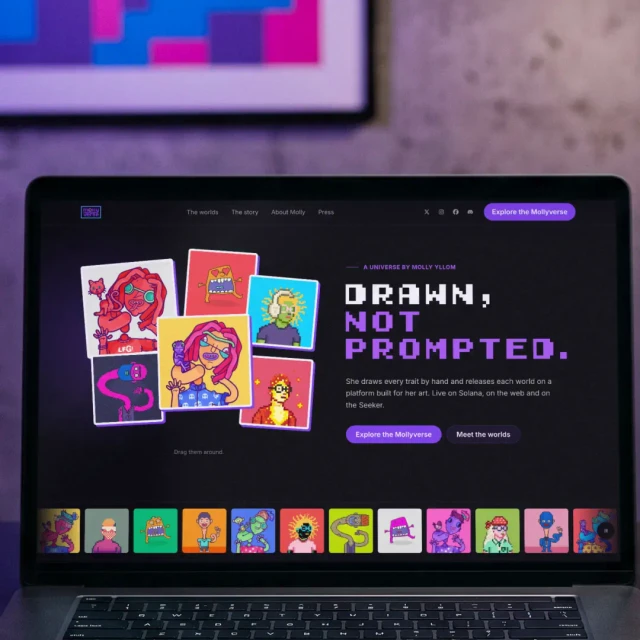 The worlds
The story
About Molly
Press
Explore the Mollyverse
A UNIVERSE BY MOLLY YLLOM
DRAWN,
NOT
PROMPTED.
She draws every trait by hand and releases each world on a
platform built for her art. Live on Solana, on the web and on
the Seeker.
Explore the Mollyverse
Meet the worlds
LFG!
Drag them around.